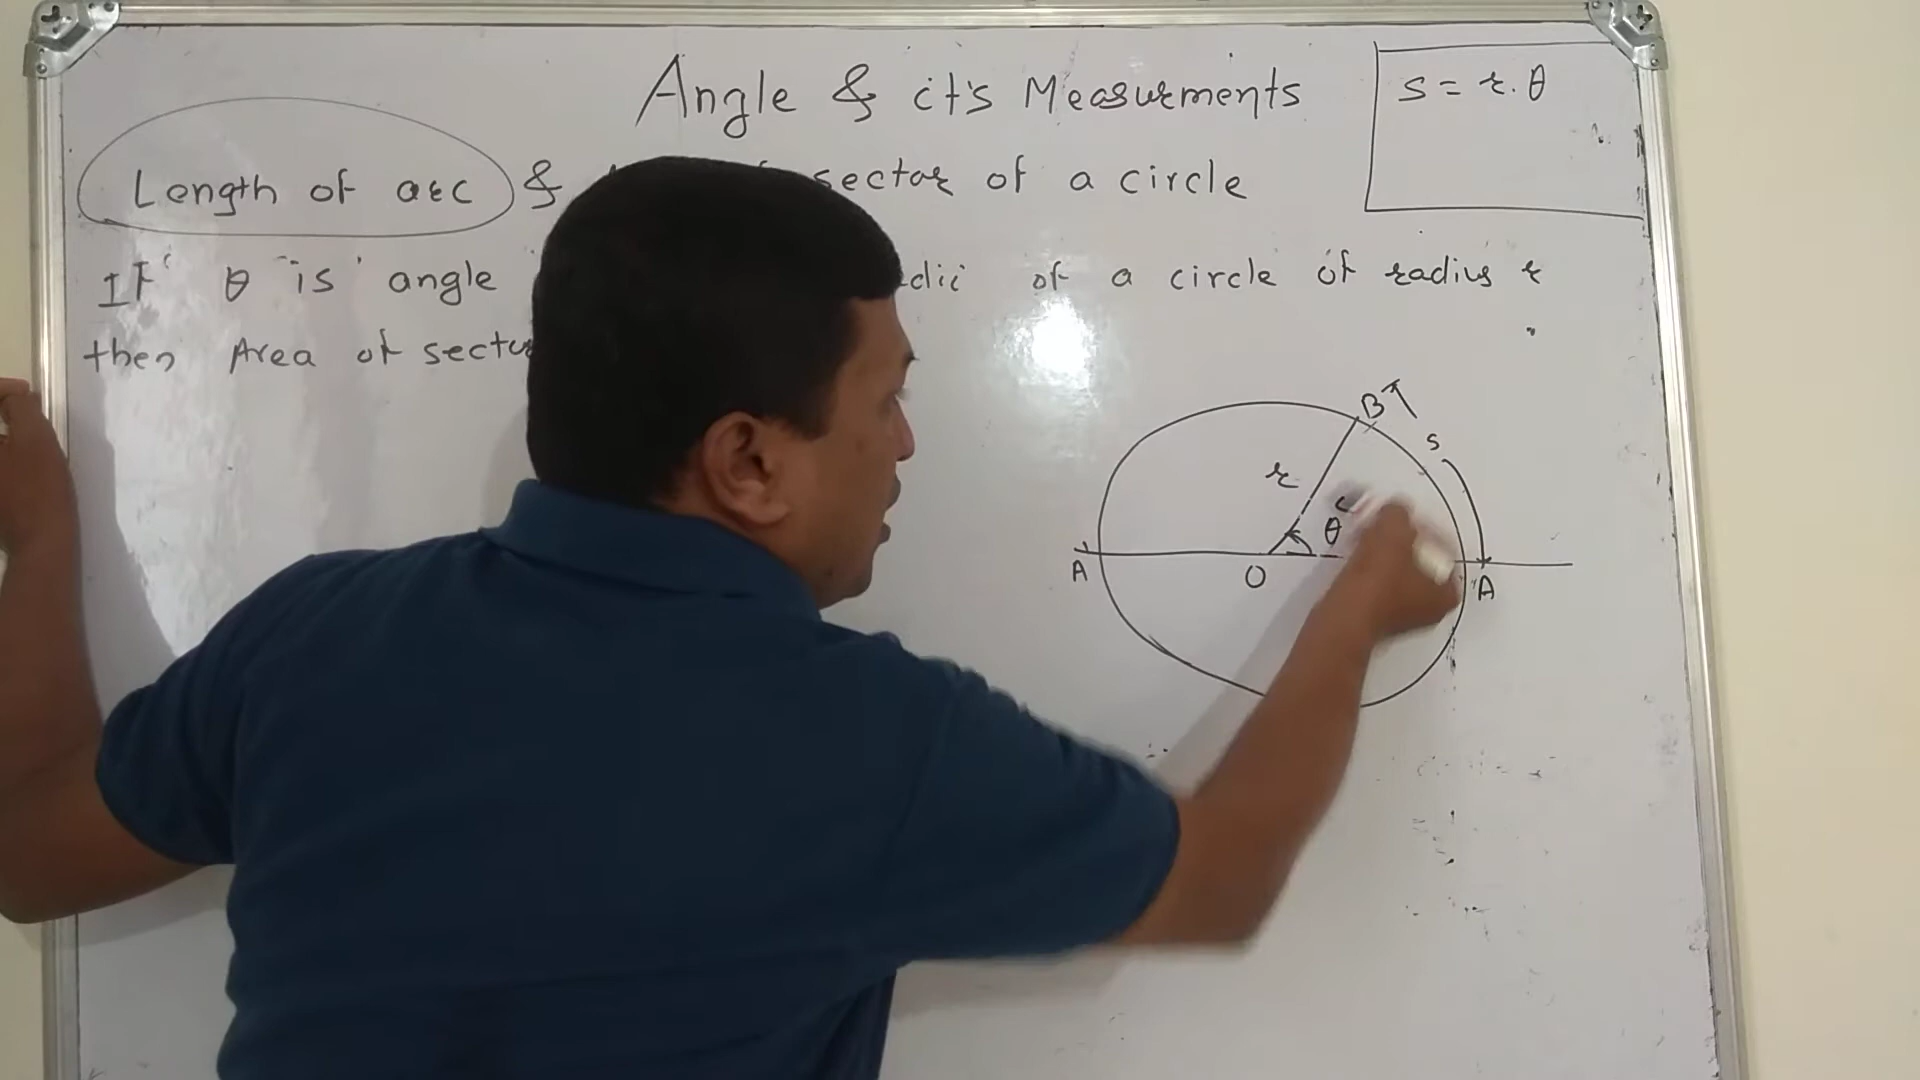 Angle & it's Measurments
s = r. θ
Length of arc & sector of a circle
If θ is angle of a circle of radius r
then Area of sector
B
s
r
θ c
A O A